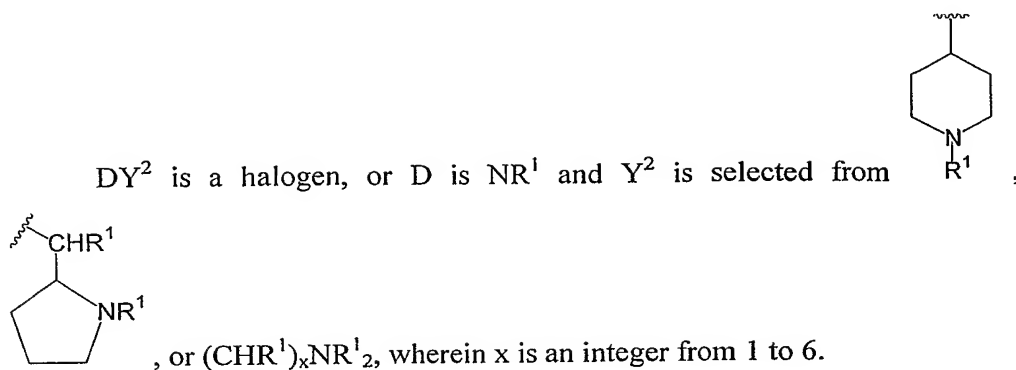 DY² is a halogen, or D is NR¹ and Y² is selected from
N
R¹ ,
CHR¹
NR¹
, or (CHR¹)ₓNR¹₂, wherein x is an integer from 1 to 6.